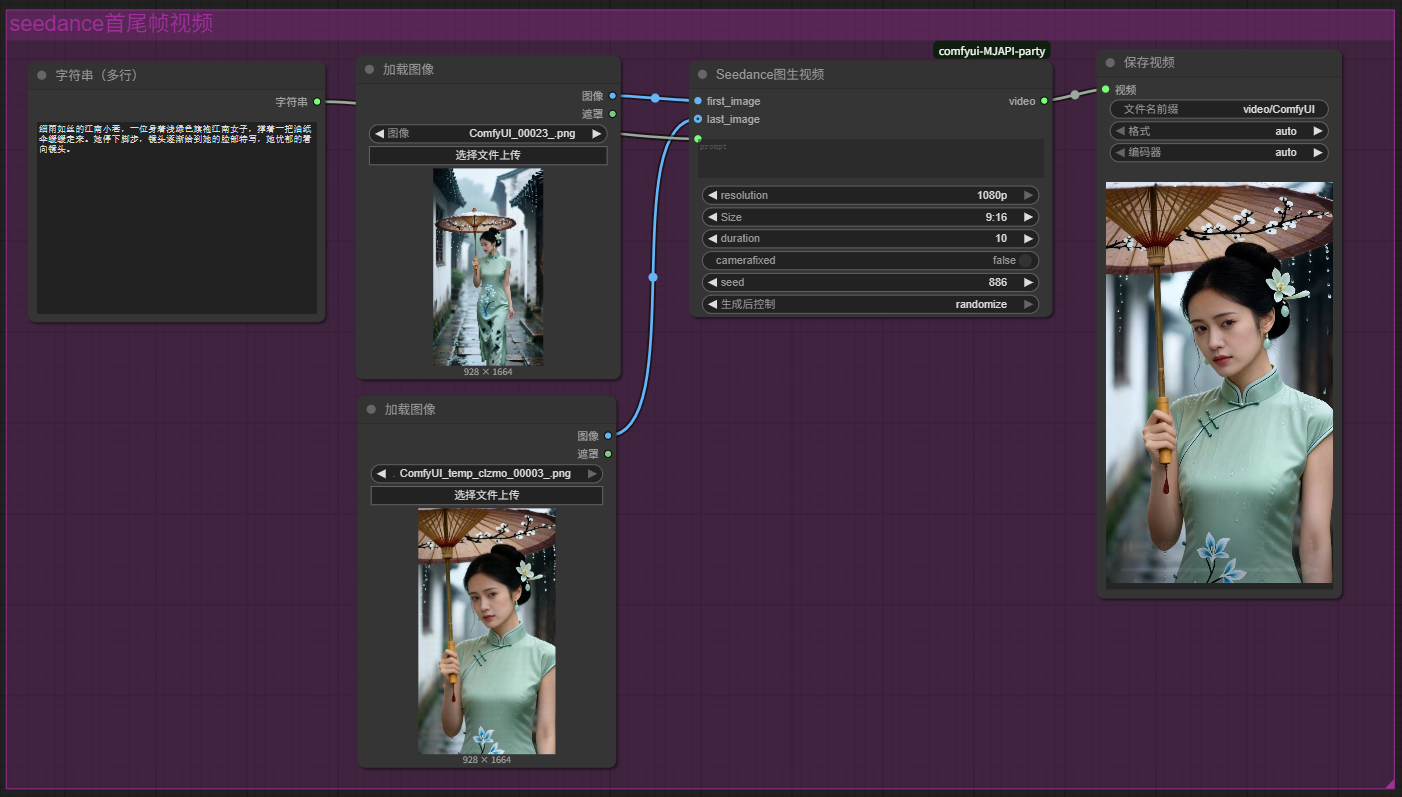 seedance首尾帧视频
字符串（多行）
字符串
细雨如丝的江南小巷，一位身着浅绿色旗袍江南女子，撑着一把油纸
伞缓缓走来。她停下脚步，镜头逐渐给到她的脸部特写，她忧郁的看
向镜头。
加载图像
图像
遮罩
图像 ComfyUI_00023_.png
选择文件上传
928 × 1664
加载图像
图像
遮罩
ComfyUI_temp_clzmo_00003_.png
选择文件上传
928 × 1664
comfyui-MJAPI-party
Seedance图生视频
first_image video
last_image
prompt
resolution 1080p
Size 9:16
duration 10
camerafixed false
seed 886
生成后控制 randomize
保存视频
视频
文件名前缀 video/ComfyUI
格式 auto
编码器 auto